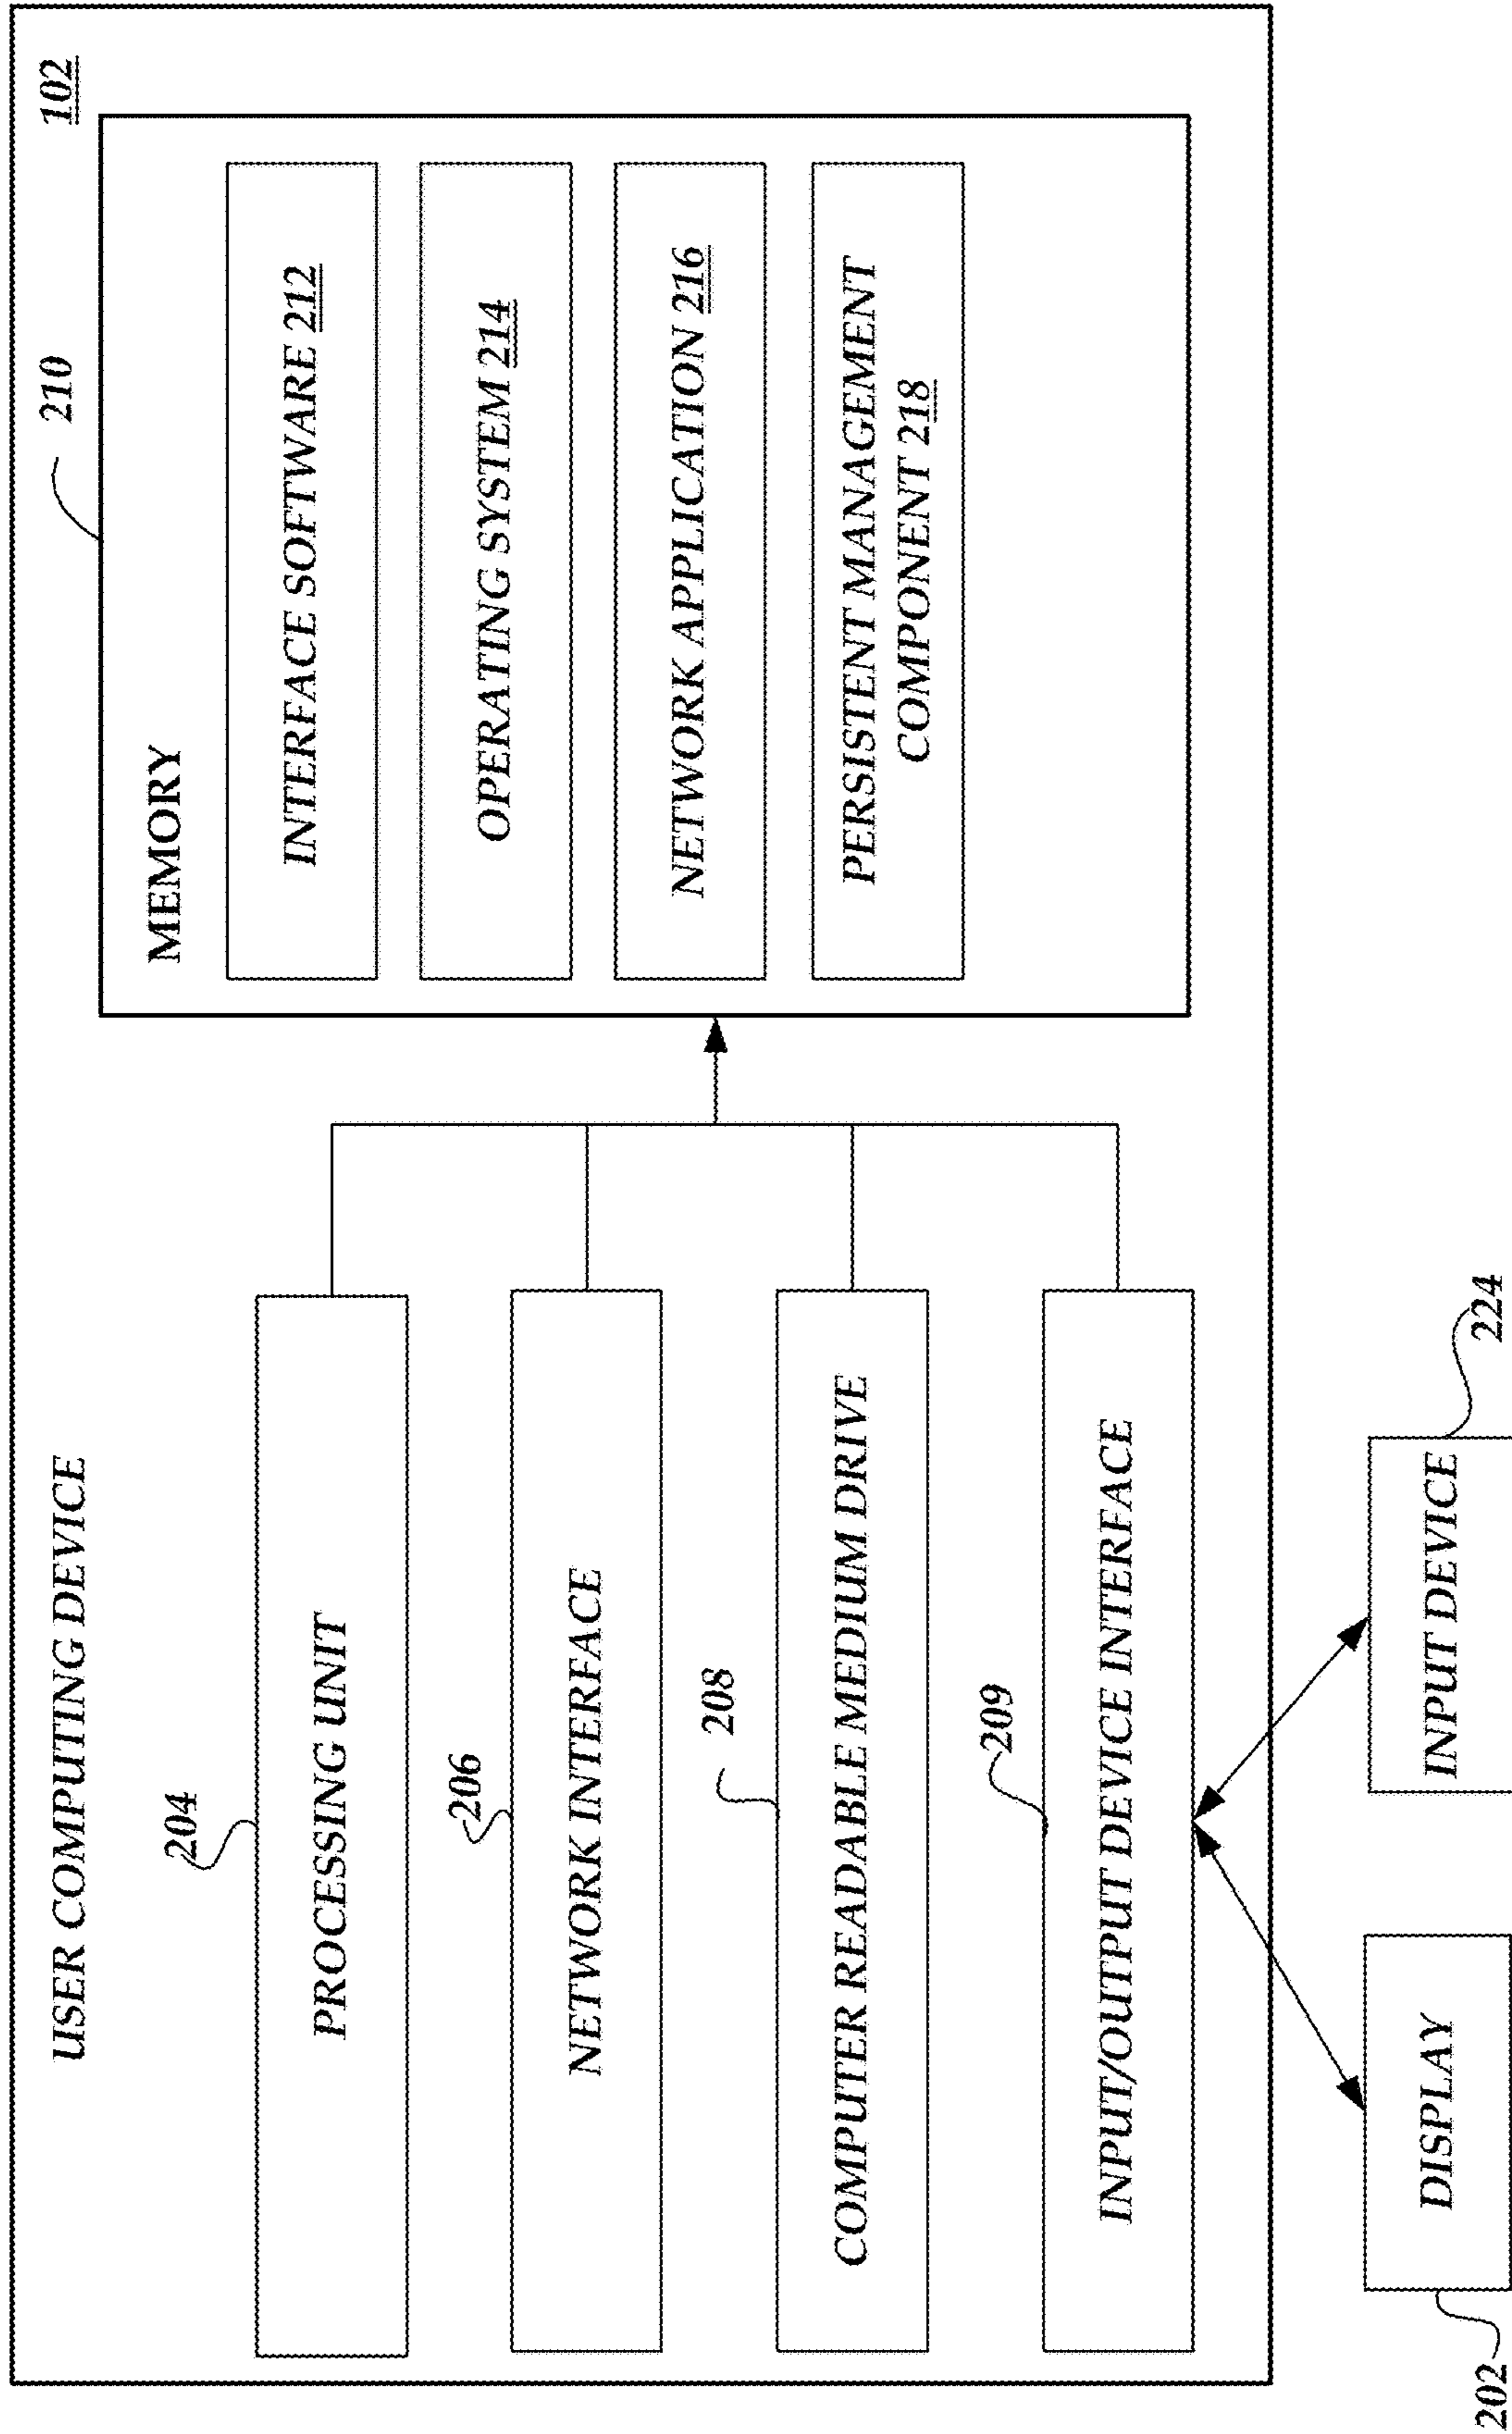 USER COMPUTING DEVICE
102
204
PROCESSING UNIT
206
NETWORK INTERFACE
208
COMPUTER READABLE MEDIUM DRIVE
209
INPUT/OUTPUT DEVICE INTERFACE
210
MEMORY
INTERFACE SOFTWARE 212
OPERATING SYSTEM 214
NETWORK APPLICATION 216
PERSISTENT MANAGEMENT
COMPONENT 218
DISPLAY
202
INPUT DEVICE
224